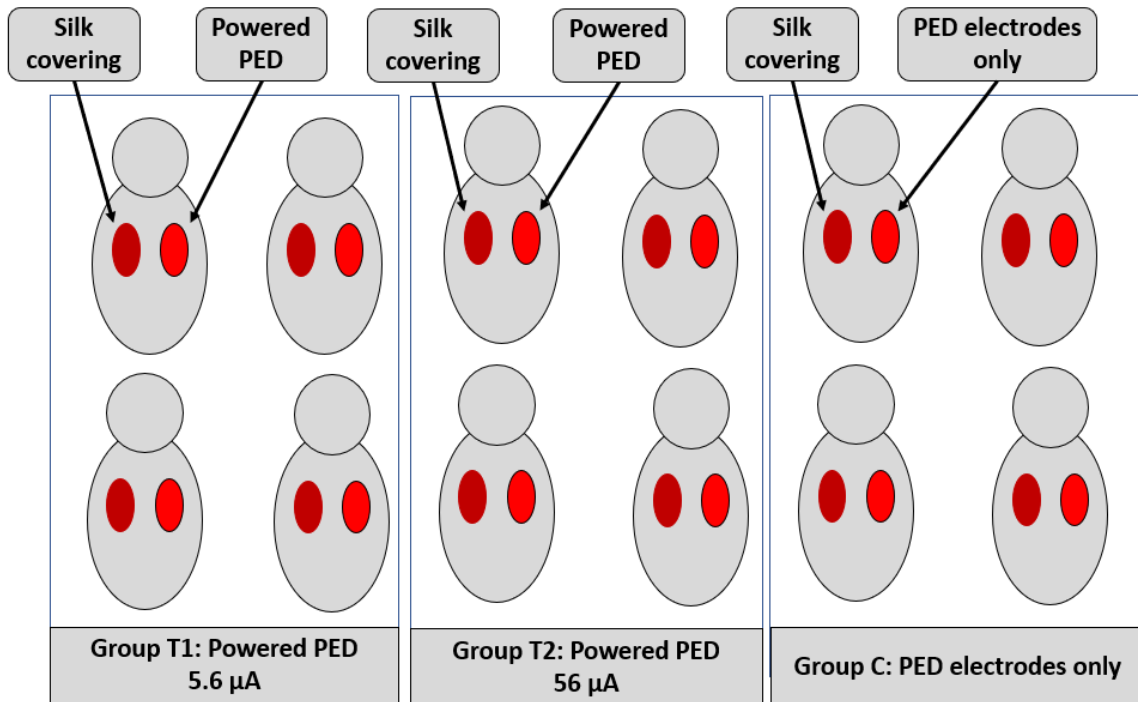 Silk
covering
Powered
PED
Silk
covering
Powered
PED
Silk
covering
PED electrodes
only
Group T1: Powered PED
5.6 µA
Group T2: Powered PED
56 µA
Group C: PED electrodes only